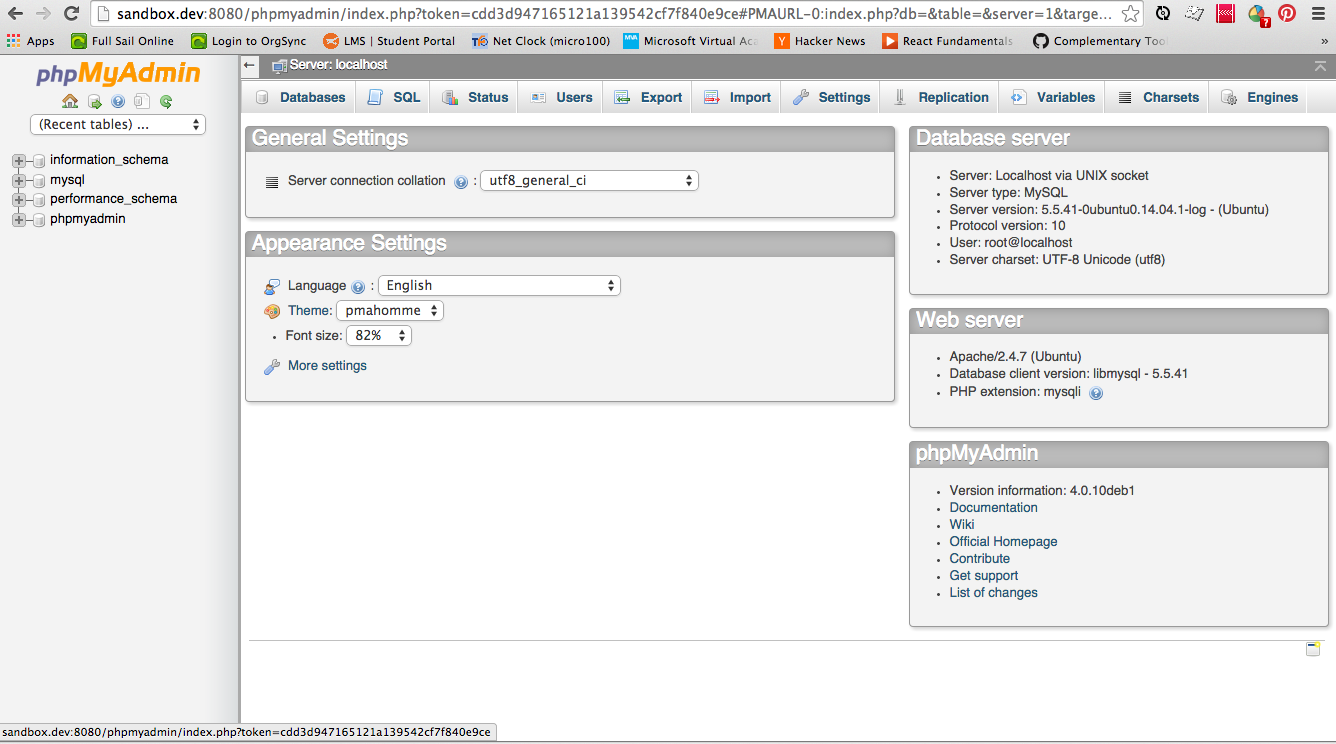 sandbox.dev:8080/phpmyadmin/index.php?token=cdd3d947165121a139542cf7f840e9ce#PMAURL-0:index.php?db=&table=&server=1&targe...
7
Apps Full Sail Online Login to OrgSync LMS | Student Portal Net Clock (micro100) MVA Microsoft Virtual Aca Y Hacker News React Fundamentals Complementary Too »
phpMyAdmin
(Recent tables) ...
information_schema
mysql
performance_schema
phpmyadmin
Server: localhost
Databases SQL Status Users Export Import Settings Replication Variables Charsets Engines
General Settings
Server connection collation : utf8_general_ci
Appearance Settings
Language : English
Theme: pmahomme
Font size: 82%
More settings
Database server
Server: Localhost via UNIX socket
Server type: MySQL
Server version: 5.5.41-0ubuntu0.14.04.1-log - (Ubuntu)
Protocol version: 10
User: root@localhost
Server charset: UTF-8 Unicode (utf8)
Web server
Apache/2.4.7 (Ubuntu)
Database client version: libmysql - 5.5.41
PHP extension: mysqli
phpMyAdmin
Version information: 4.0.10deb1
Documentation
Wiki
Official Homepage
Contribute
Get support
List of changes
sandbox.dev:8080/phpmyadmin/index.php?token=cdd3d947165121a139542cf7f840e9ce